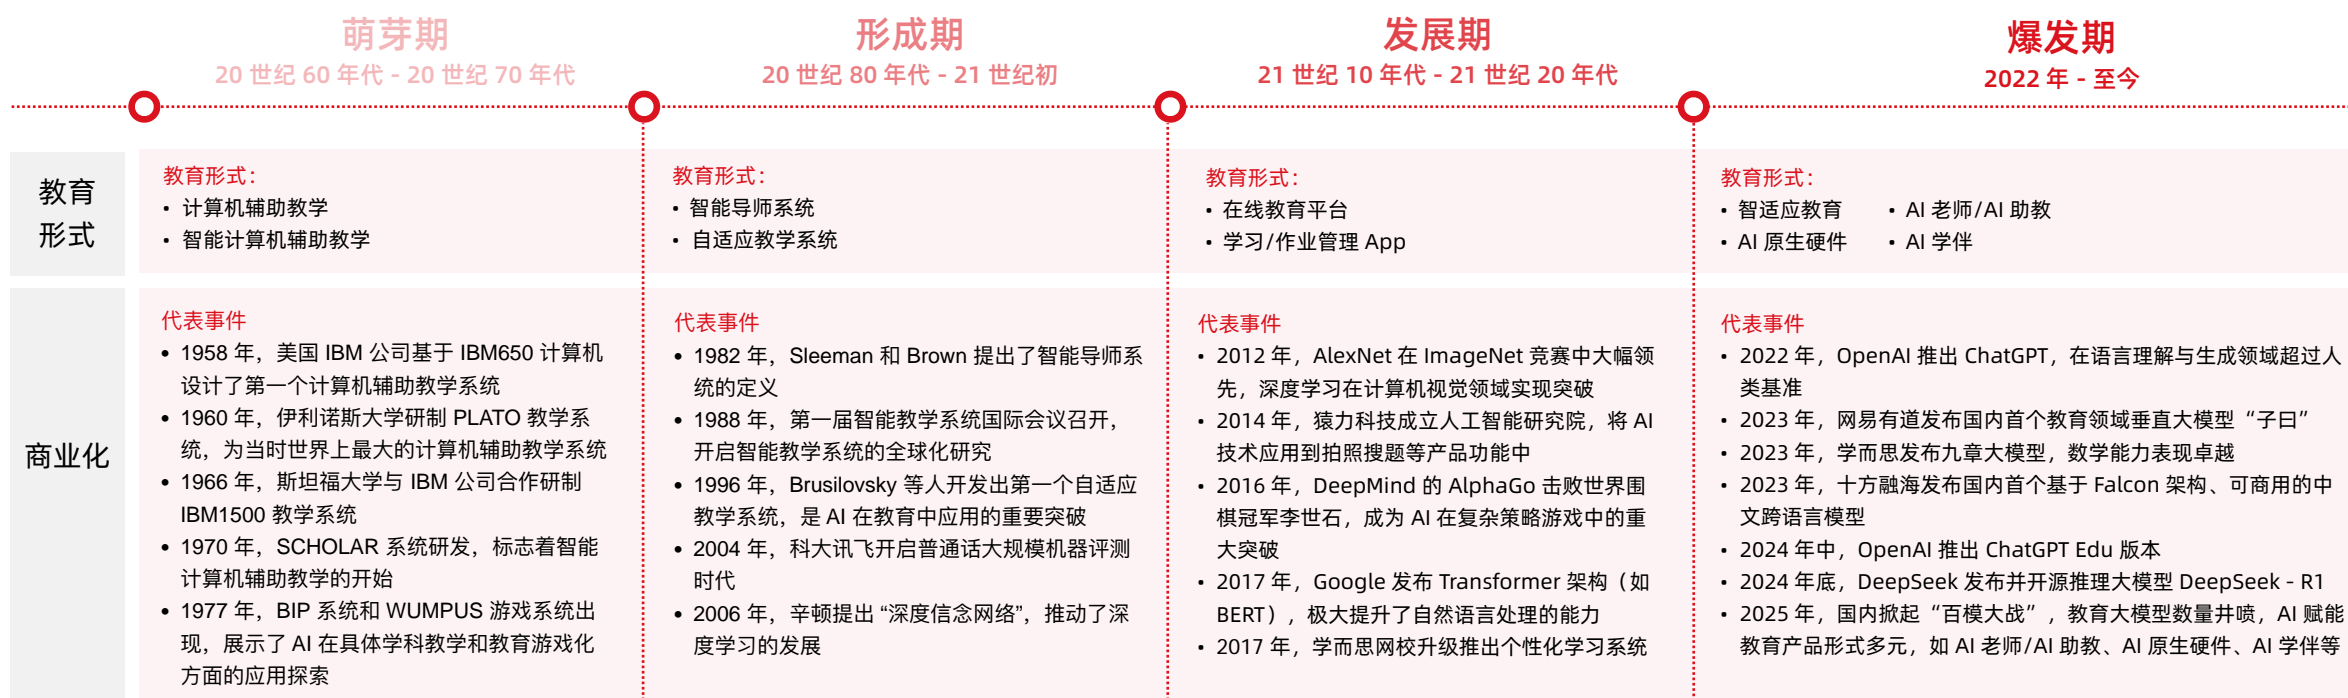 萌芽期
20 世纪 60 年代 - 20 世纪 70 年代
形成期
20 世纪 80 年代 - 21 世纪初
发展期
21 世纪 10 年代 - 21 世纪 20 年代
爆发期
2022 年 - 至今
教育
形式
教育形式：
• 计算机辅助教学
• 智能计算机辅助教学
教育形式：
• 智能导师系统
• 自适应教学系统
教育形式：
• 在线教育平台
• 学习/作业管理 App
教育形式：
• 智适应教育 • AI 老师/AI 助教
• AI 原生硬件 • AI 学伴
商业化
代表事件
• 1958 年，美国 IBM 公司基于 IBM650 计算机
设计了第一个计算机辅助教学系统
• 1960 年，伊利诺斯大学研制 PLATO 教学系
统，为当时世界上最大的计算机辅助教学系统
• 1966 年，斯坦福大学与 IBM 公司合作研制
IBM1500 教学系统
• 1970 年，SCHOLAR 系统研发，标志着智能
计算机辅助教学的开始
• 1977 年，BIP 系统和 WUMPUS 游戏系统出
现，展示了 AI 在具体学科教学和教育游戏化
方面的应用探索
代表事件
• 1982 年，Sleeman 和 Brown 提出了智能导师系
统的定义
• 1988 年，第一届智能教学系统国际会议召开，
开启智能教学系统的全球化研究
• 1996 年，Brusilovsky 等人开发出第一个自适应
教学系统，是 AI 在教育中应用的重要突破
• 2004 年，科大讯飞开启普通话大规模机器评测
时代
• 2006 年，辛顿提出 “深度信念网络”，推动了深
度学习的发展
代表事件
• 2012 年，AlexNet 在 ImageNet 竞赛中大幅领
先，深度学习在计算机视觉领域实现突破
• 2014 年，猿力科技成立人工智能研究院，将 AI
技术应用到拍照搜题等产品功能中
• 2016 年，DeepMind 的 AlphaGo 击败世界围
棋冠军李世石，成为 AI 在复杂策略游戏中的重
大突破
• 2017 年，Google 发布 Transformer 架构（如
BERT），极大提升了自然语言处理的能力
• 2017 年，学而思网校升级推出个性化学习系统
代表事件
• 2022 年，OpenAI 推出 ChatGPT，在语言理解与生成领域超过人
类基准
• 2023 年，网易有道发布国内首个教育领域垂直大模型“子曰”
• 2023 年，学而思发布九章大模型，数学能力表现卓越
• 2023 年，十方融海发布国内首个基于 Falcon 架构、可商用的中
文跨语言模型
• 2024 年中，OpenAI 推出 ChatGPT Edu 版本
• 2024 年底，DeepSeek 发布并开源推理大模型 DeepSeek - R1
• 2025 年，国内掀起“百模大战”，教育大模型数量井喷，AI 赋能
教育产品形式多元，如 AI 老师/AI 助教、AI 原生硬件、AI 学伴等